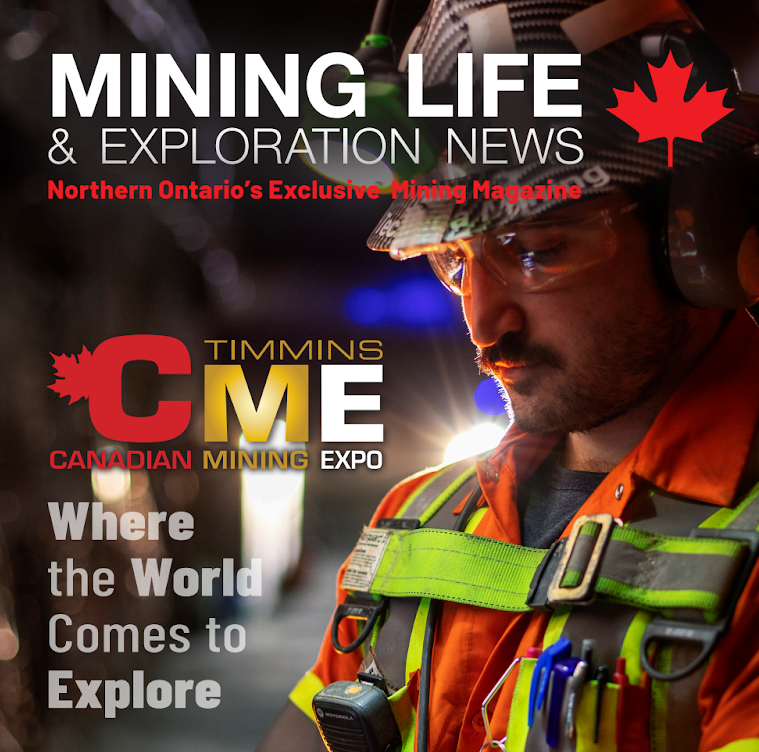 MINING LIFE
& EXPLORATION NEWS
Northern Ontario's Exclusive Mining Magazine
TIMMINS
CME
CANADIAN MINING EXPO
Where
the World
Comes to
Explore
MOTOROLA